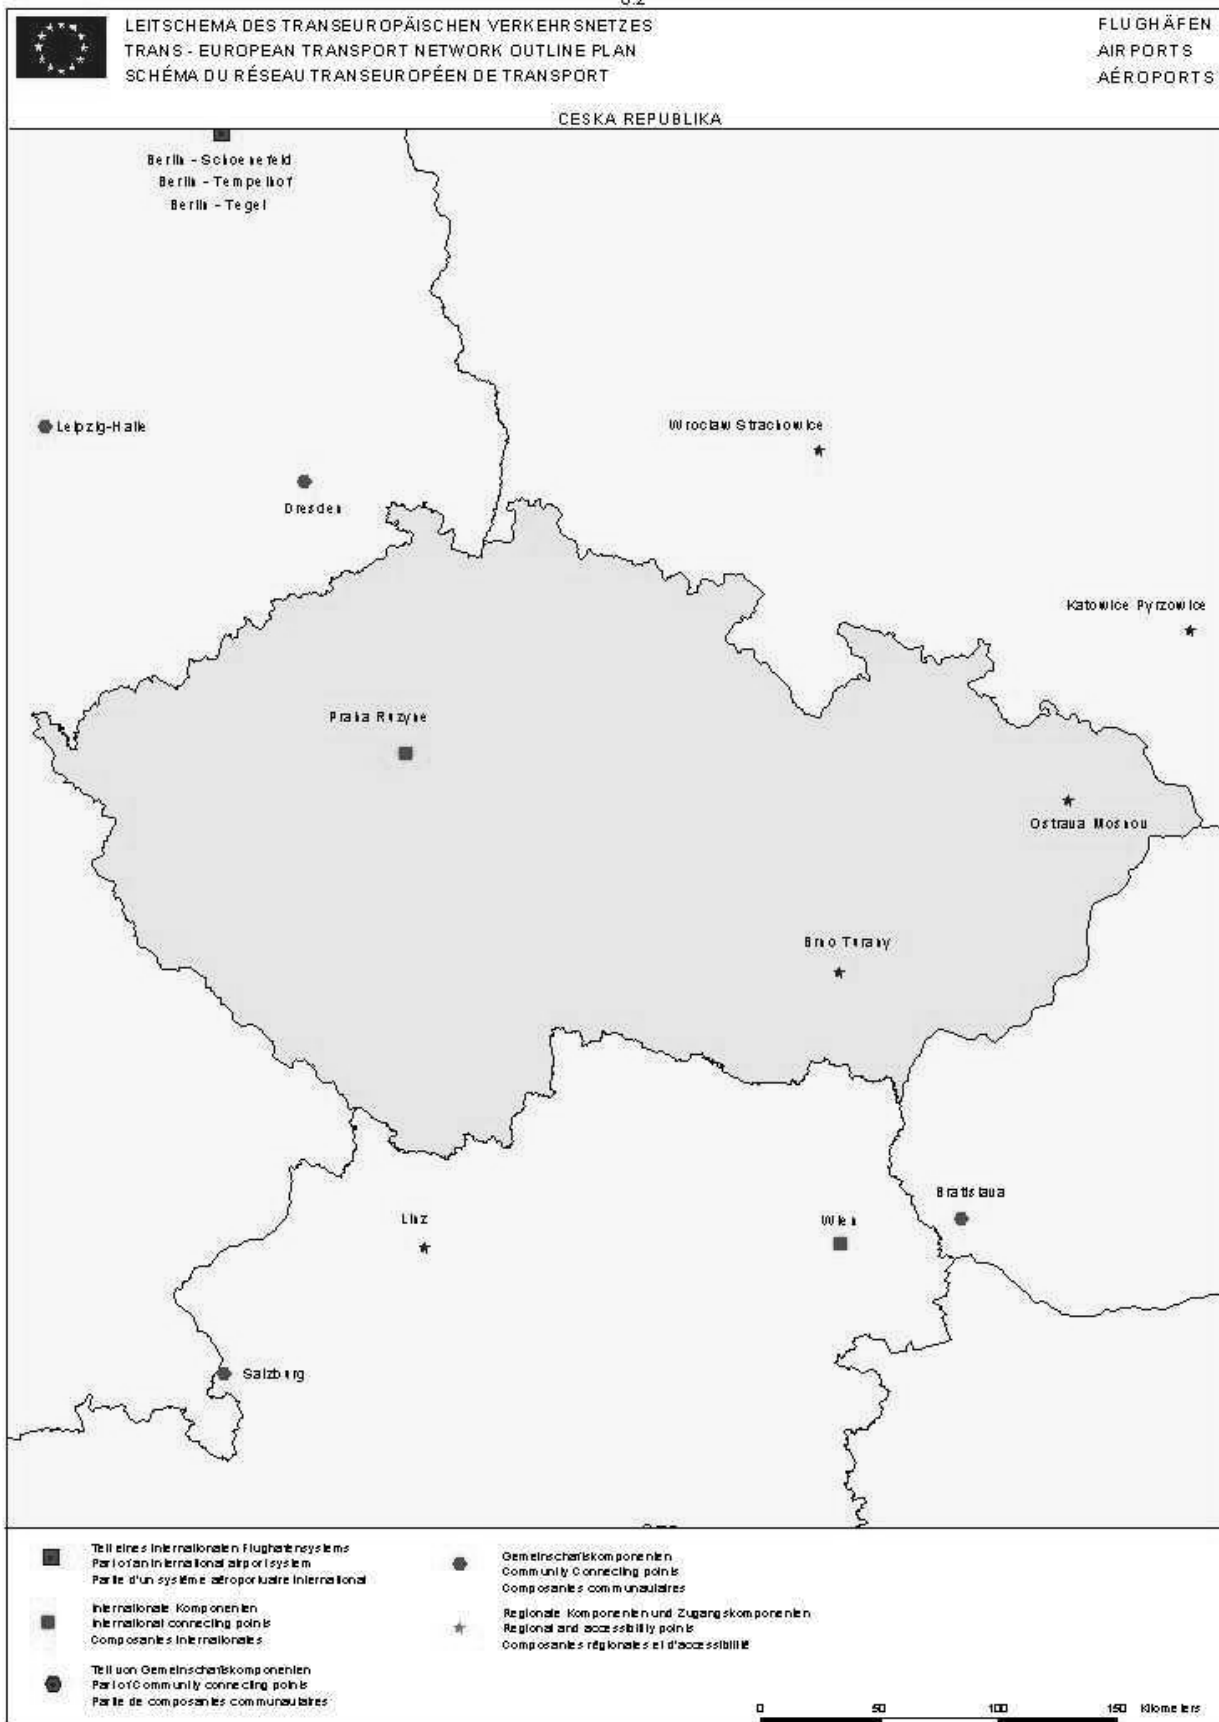 LEITSCHEMA DES TRANSEUROPÄISCHEN VERKEHRSNETZES
TRANS - EUROPEAN TRANSPORT NETWORK OUTLINE PLAN
SCHÉMA DU RÉSEAU TRANSEUROPÉEN DE TRANSPORT
FLUGHÄFEN
AIRPORTS
AÉROPORTS
CESKA REPUBLIKA
Berlin - Schoenefeld
Berlin - Tempelhof
Berlin - Tegel
Leipzig-Halle
Wroclaw Strachowice
Dresden
Katowice Pyrzowice
Praha Ruzyne
Ostrava Mosnov
Brno Turany
Bratislava
Linz
Wien
Salzburg
Teil eines Internationalen Flughafensystems
Part of an International airport system
Partie d'un système aéroportuaire international
Internationale Komponenten
International connecting points
Composantes Internationales
Teil von Gemeinschaftskomponenten
Part of Community connecting points
Partie de composantes communautaires
Gemeinschaftskomponenten
Community Connecting points
Composantes communautaires
Regionale Komponenten und Zugangskomponenten
Regional and accessibility points
Composantes régionales et d'accessibilité
0 50 100 150 Kilometers